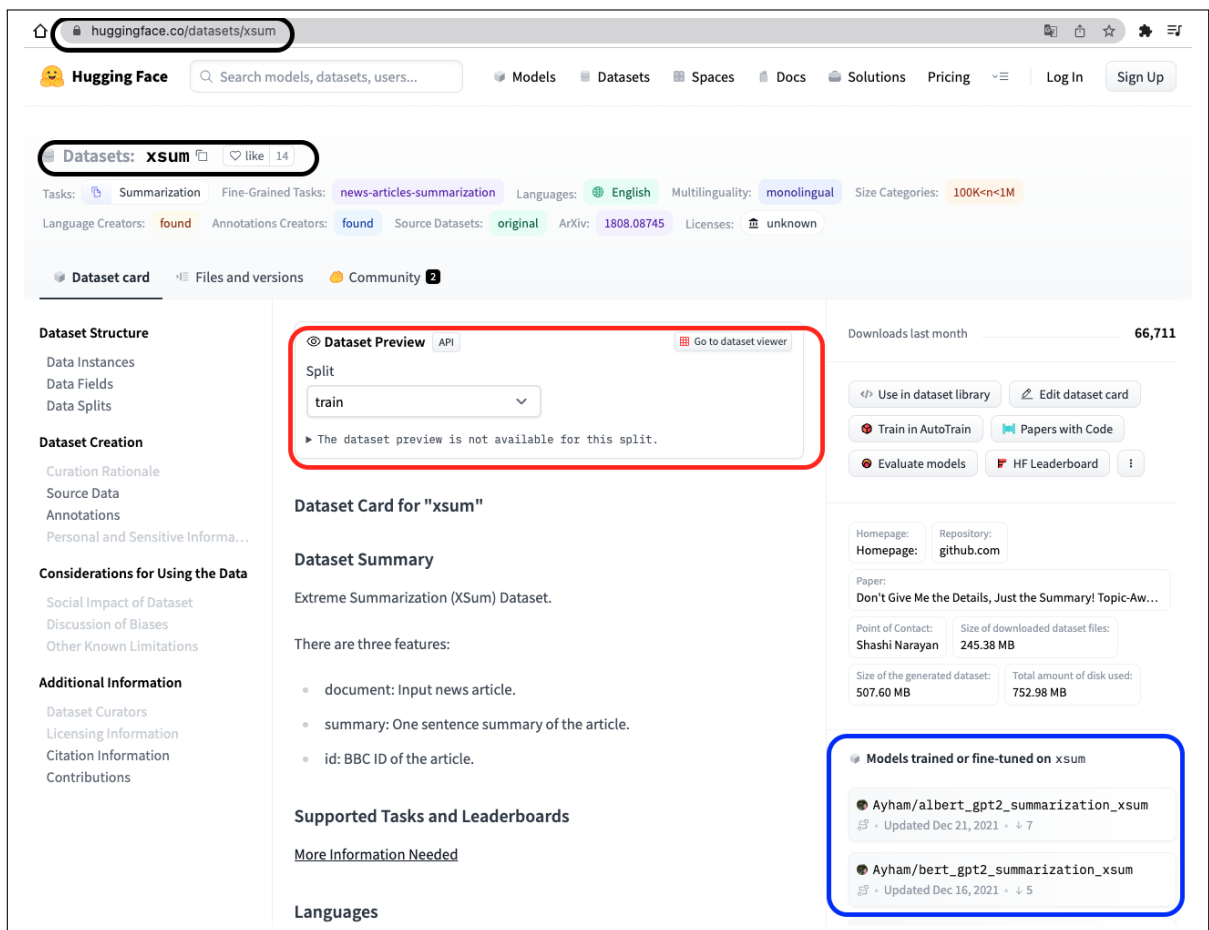 huggingface.co/datasets/xsum
Hugging Face
Search models, datasets, users...
Models
Datasets
Spaces
Docs
Solutions
Pricing
Log In
Sign Up
Datasets: xsum
like 14
Tasks: Summarization Fine-Grained Tasks: news-articles-summarization Languages: English Multilinguality: monolingual Size Categories: 100K<n<1M
Language Creators: found Annotations Creators: found Source Datasets: original ArXiv: 1808.08745 Licenses: unknown
Dataset card
Files and versions
Community 2
Dataset Structure
Data Instances
Data Fields
Data Splits
Dataset Creation
Curation Rationale
Source Data
Annotations
Personal and Sensitive Informa...
Considerations for Using the Data
Social Impact of Dataset
Discussion of Biases
Other Known Limitations
Additional Information
Dataset Curators
Licensing Information
Citation Information
Contributions
Dataset Preview API
Go to dataset viewer
Split
train
The dataset preview is not available for this split.
Dataset Card for "xsum"
Dataset Summary
Extreme Summarization (XSum) Dataset.
There are three features:
document: Input news article.
summary: One sentence summary of the article.
id: BBC ID of the article.
Supported Tasks and Leaderboards
More Information Needed
Languages
Downloads last month 66,711
Use in dataset library
Edit dataset card
Train in AutoTrain
Papers with Code
Evaluate models
HF Leaderboard
Homepage:
Homepage:
Repository:
github.com
Paper:
Don't Give Me the Details, Just the Summary! Topic-Aw...
Point of Contact:
Shashi Narayan
Size of downloaded dataset files:
245.38 MB
Size of the generated dataset:
507.60 MB
Total amount of disk used:
752.98 MB
Models trained or fine-tuned on xsum
Ayham/albert_gpt2_summarization_xsum
Updated Dec 21, 2021 • ↓ 7
Ayham/bert_gpt2_summarization_xsum
Updated Dec 16, 2021 • ↓ 5